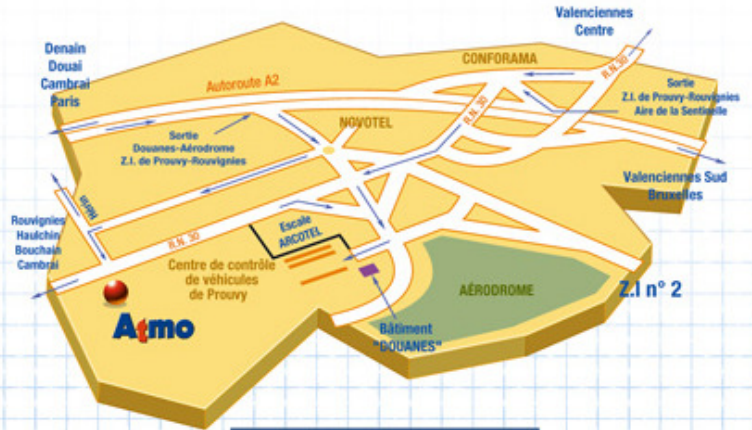 Valenciennes
Centre
Denain
Douai
Cambrai
Paris
CONFORAMA
R.N. 30
Autoroute A2
Sortie
Z.I. de Prouvy-Rouvignies
Aire de la Sentinelle
R.N. 30
NOVOTEL
Sortie
Douanes-Aérodrome
Z.I. de Prouvy-Rouvignies
Valenciennes Sud
Bruxelles
Hérin
Rouvignies
Haulchin
Bouchain
Cambrai
R.N. 30
Escale
ARCOTEL
Centre de contrôle
de véhicules
de Prouvy
AÉRODROME
Z.I n° 2
Atmo
Bâtiment
"DOUANES"